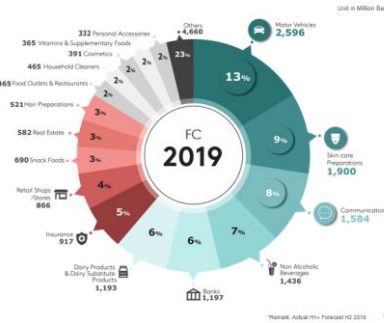 Unit in Million Ba
Others
4,660
23%
Motor Vehicles
2,596
13%
Skin-care
Preparations
1,900
9%
Communication
1,584
8%
Non Alcoholic
Beverages
1,436
7%
Banks
1,197
6%
Dairy Products
& Dairy Substitute
Products
1,193
6%
Insurance
917
5%
Retail Shops
/Stores
866
4%
690 Snack Foods
3%
582 Real Estate
3%
521 Hair Preparations
3%
465 Food Outlets & Restaurants
2%
465 Household Cleaners
2%
391 Cosmetics
2%
365 Vitamins & Supplementary Foods
2%
332 Personal Accessories
2%
FC
2019
*Remark: Actual H1+ Forecast H2 2019